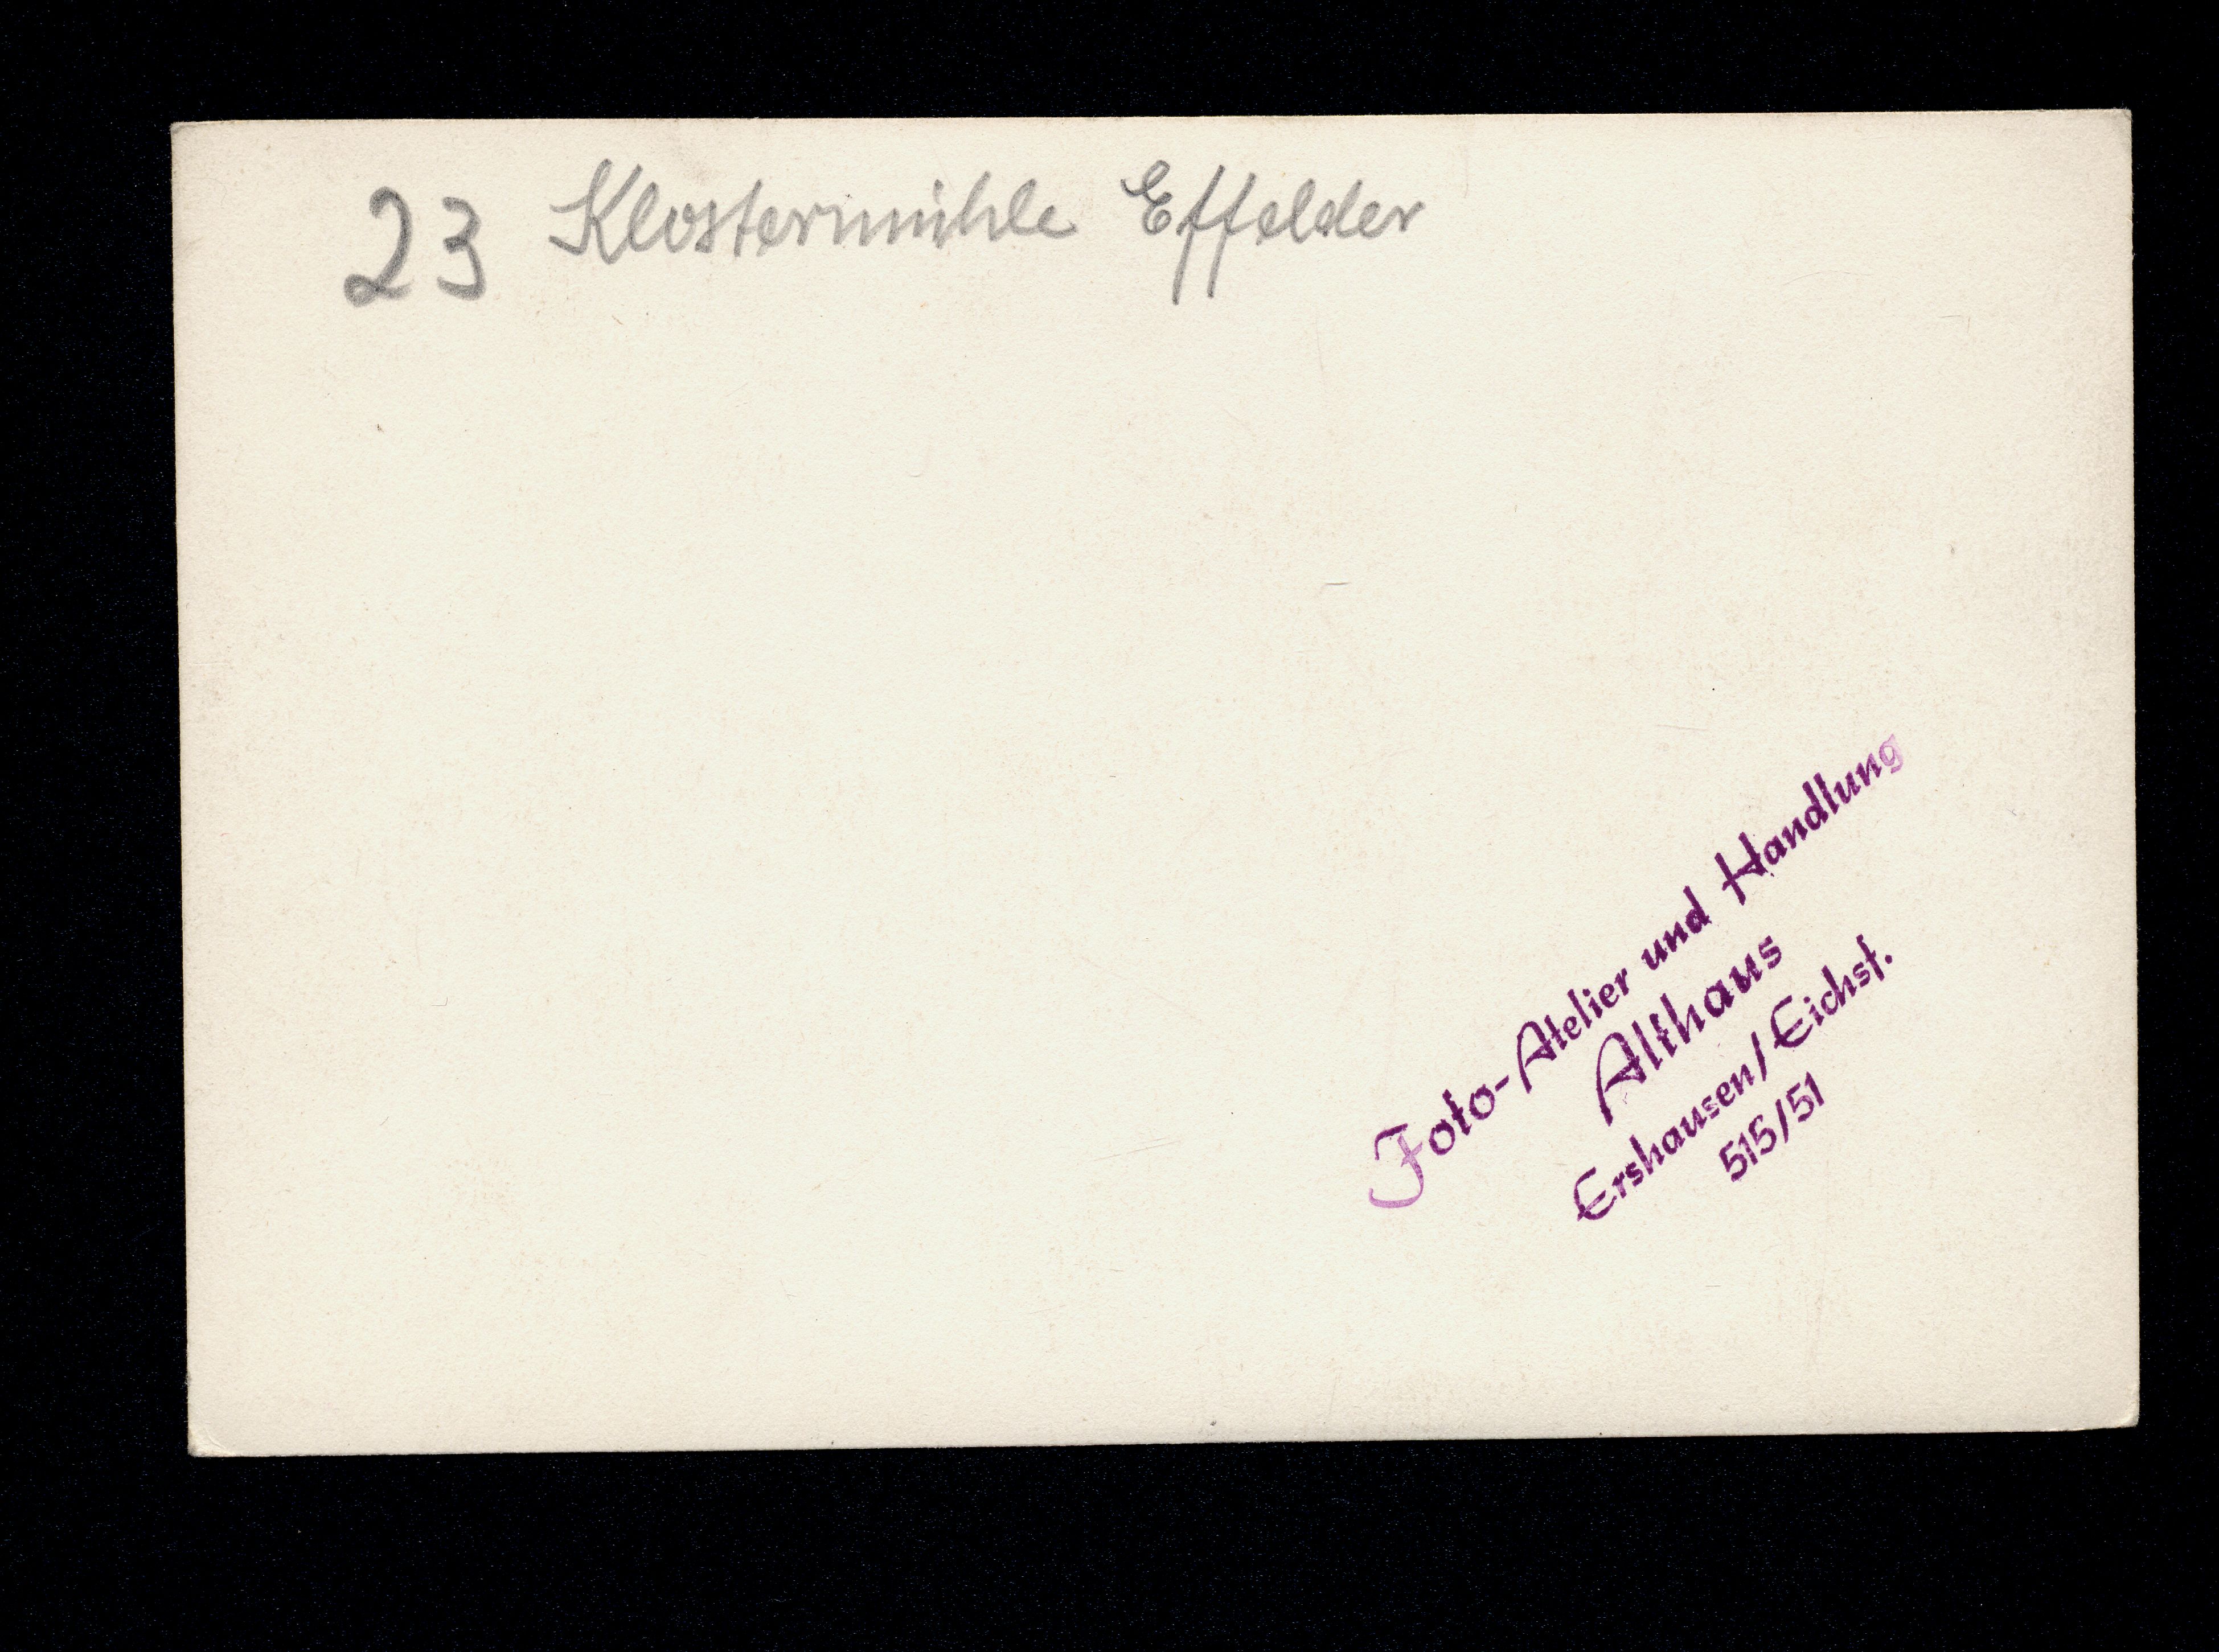 23 Klostermühle Effelder
Foto-Atelier und Handlung
Althaus
Ershausen/Eichsf.
515/51